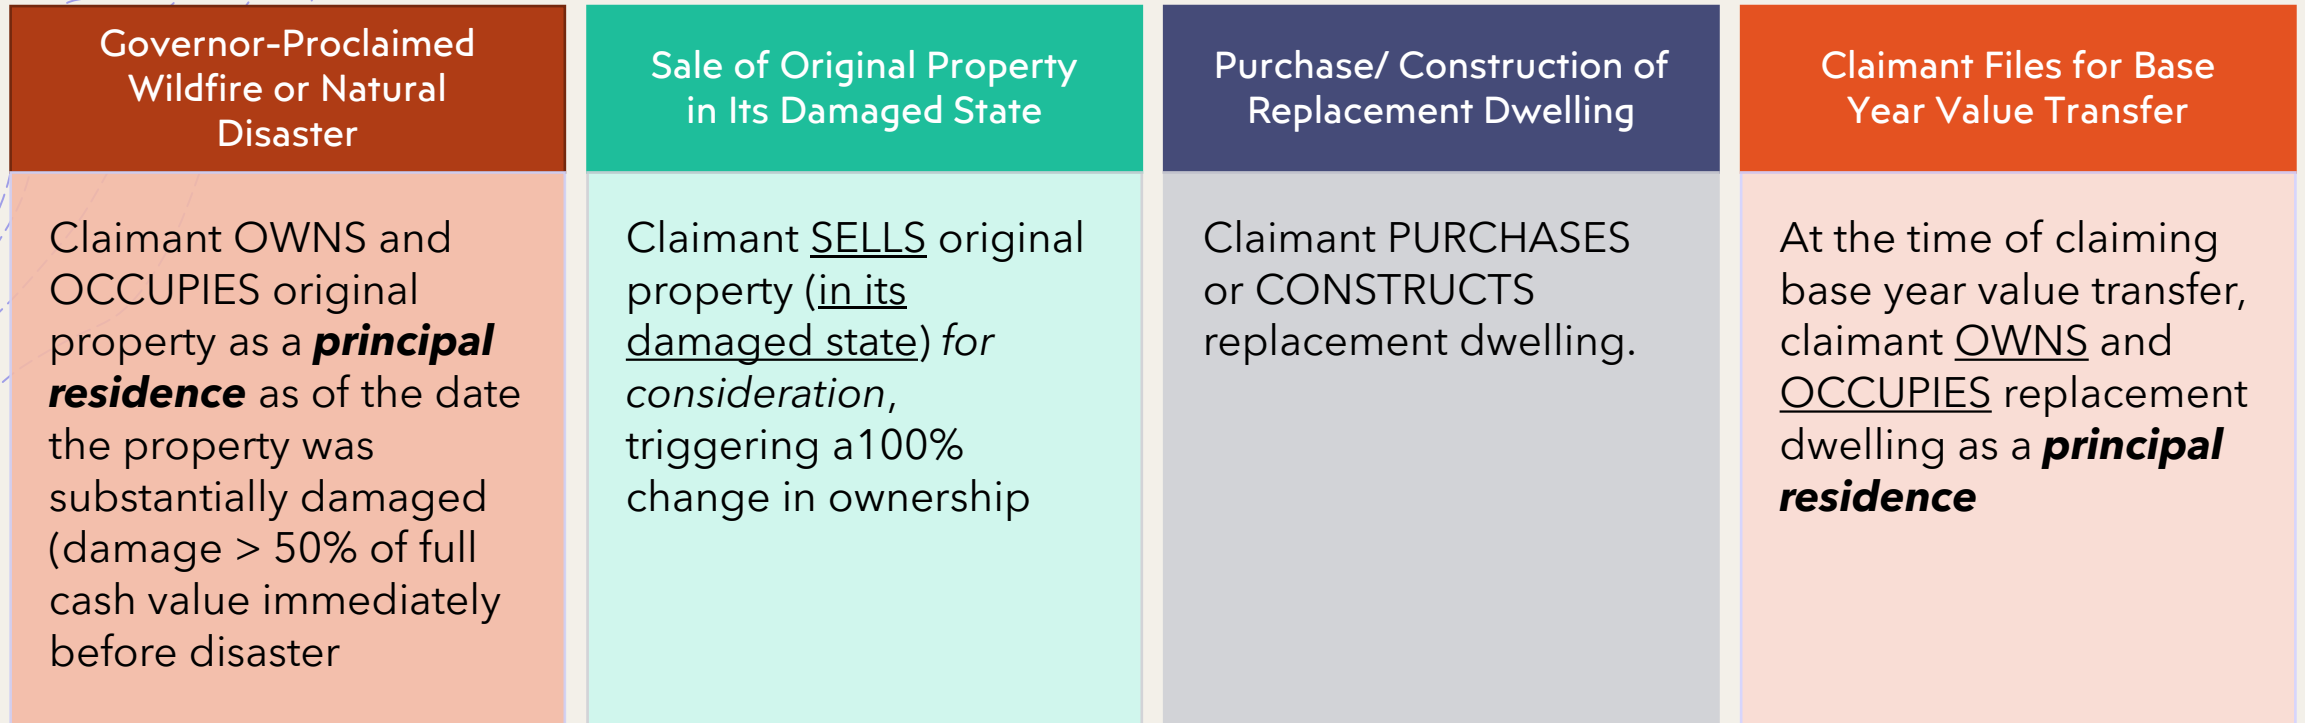 Governor-Proclaimed
Wildfire or Natural
Disaster
Claimant OWNS and
OCCUPIES original
property as a principal
residence as of the date
the property was
substantially damaged
(damage > 50% of full
cash value immediately
before disaster
Sale of Original Property
in Its Damaged State
Claimant SELLS original
property (in its
damaged state) for
consideration,
triggering a100%
change in ownership
Purchase/ Construction of
Replacement Dwelling
Claimant PURCHASES
or CONSTRUCTS
replacement dwelling.
Claimant Files for Base
Year Value Transfer
At the time of claiming
base year value transfer,
claimant OWNS and
OCCUPIES replacement
dwelling as a principal
residence